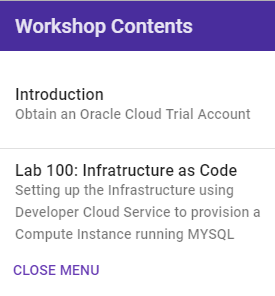 Workshop Contents
Introduction
Obtain an Oracle Cloud Trial Account
Lab 100: Infratructure as Code
Setting up the Infrastructure using
Developer Cloud Service to provision a
Compute Instance running MYSQL
CLOSE MENU